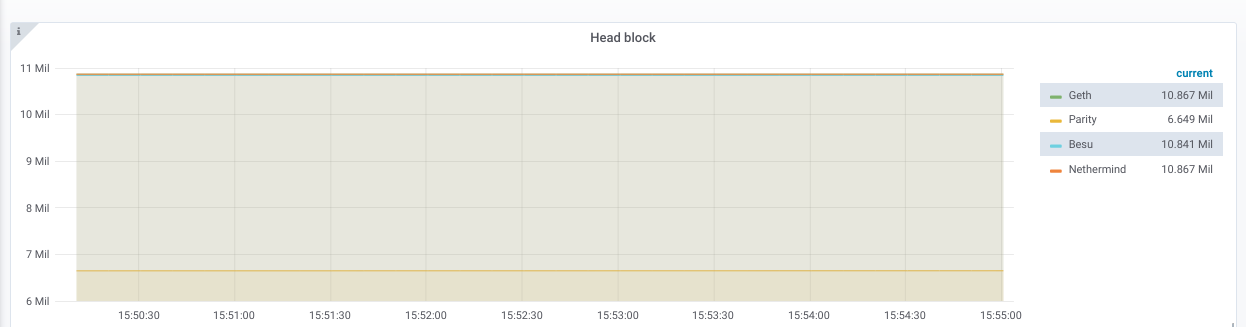 i
Head block
11 Mil
10 Mil
9 Mil
8 Mil
7 Mil
6 Mil
15:50:30 15:51:00 15:51:30 15:52:00 15:52:30 15:53:00 15:53:30 15:54:00 15:54:30 15:55:00
current
Geth 10.867 Mil
Parity 6.649 Mil
Besu 10.841 Mil
Nethermind 10.867 Mil